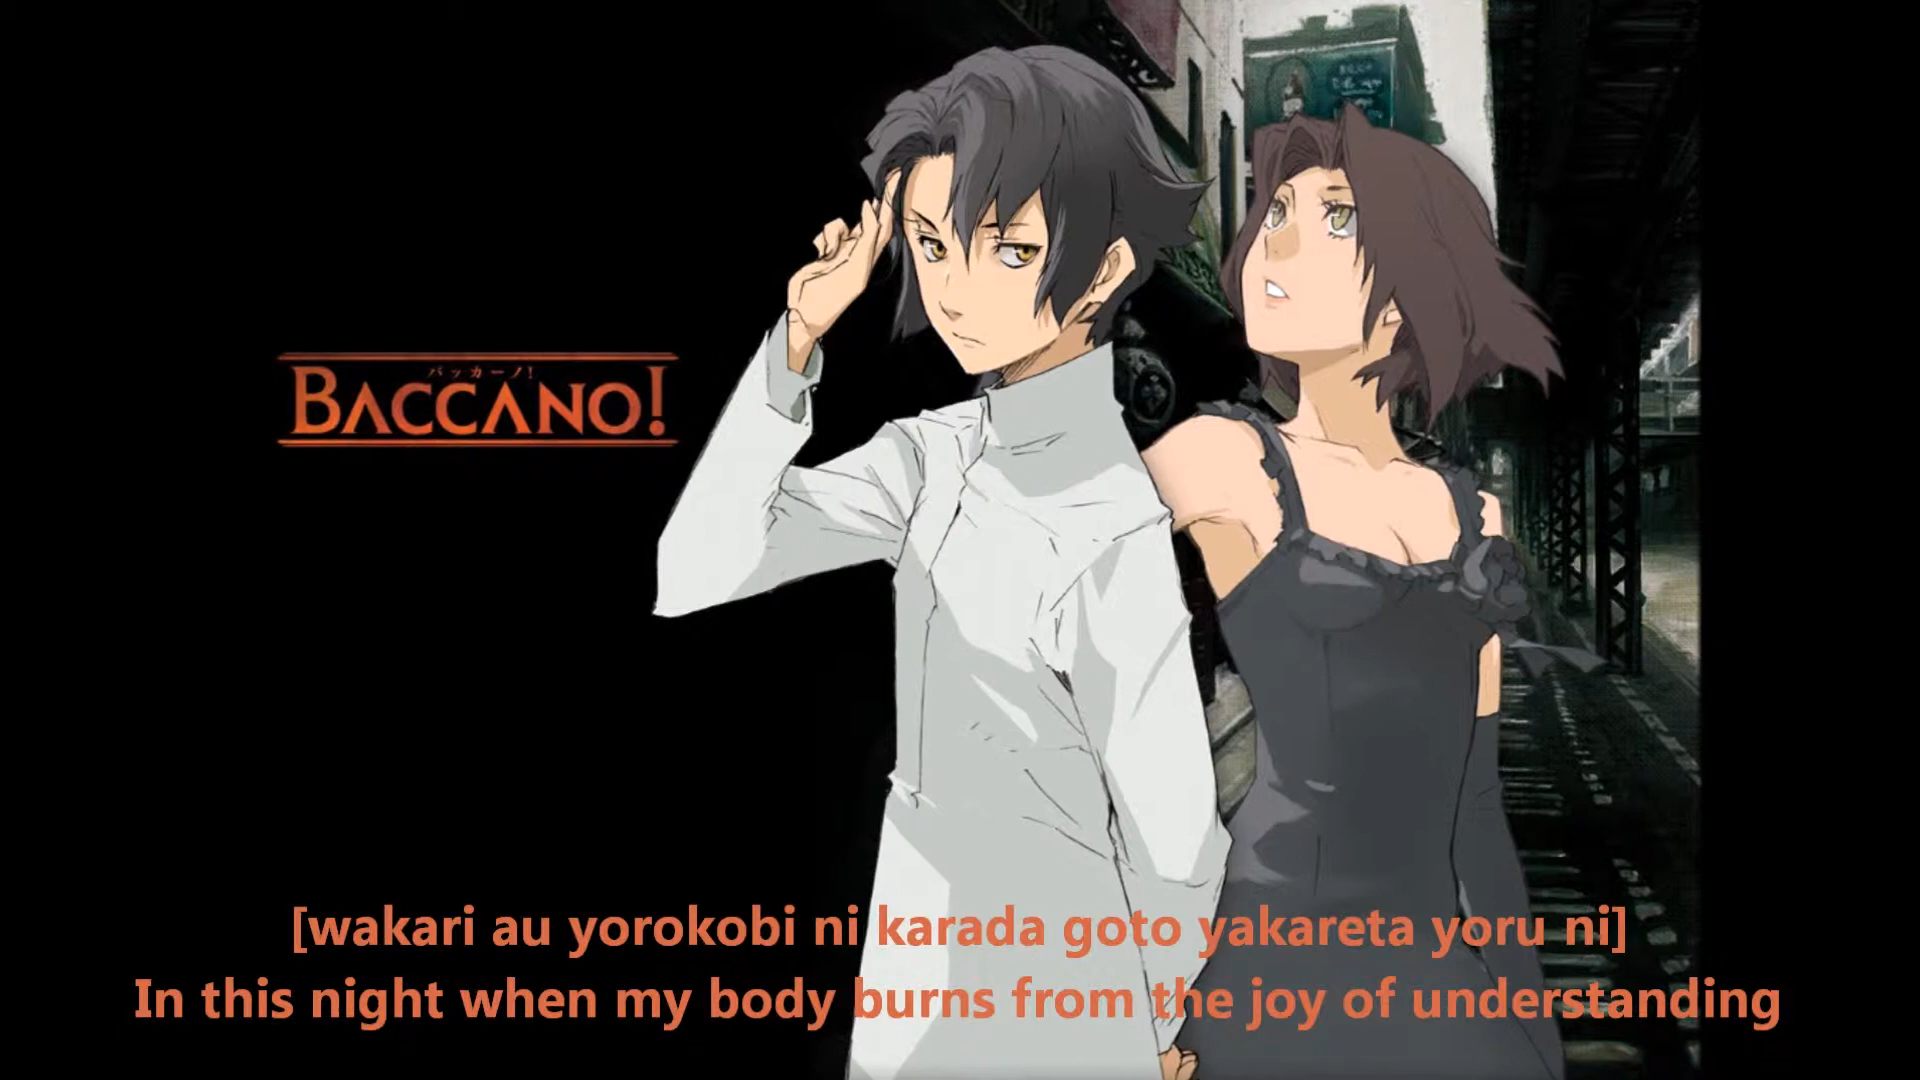 バッカーノ!
BACCANO!
[wakari au yorokobi ni karada goto yakareta yoru ni]
In this night when my body burns from the joy of understanding